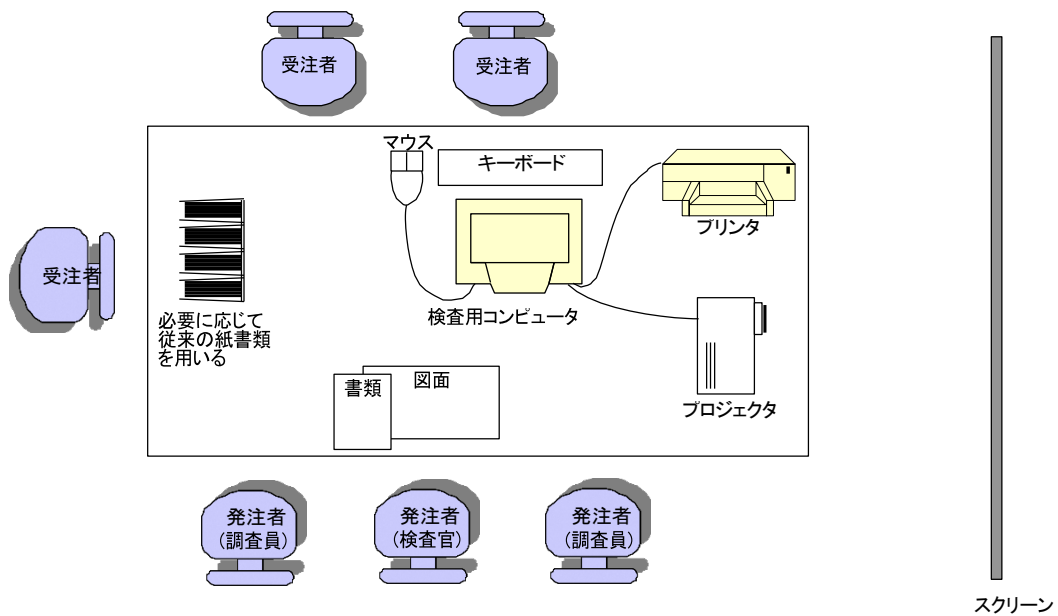 受注者
受注者
マウス
キーボード
プリンタ
受注者
検査用コンピュータ
必要に応じて
従来の紙書類
を用いる
書類
図面
プロジェクタ
発注者
(調査員)
発注者
(検査官)
発注者
(調査員)
スクリーン